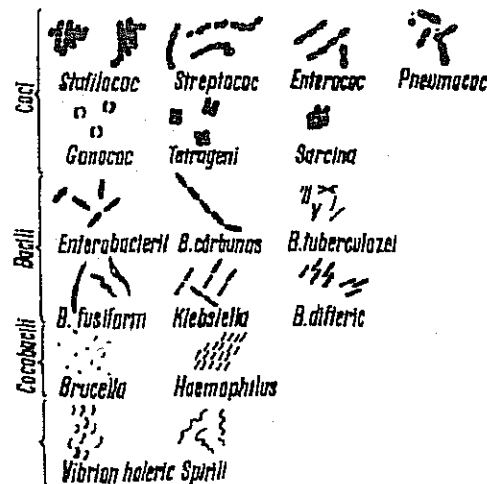 Coci
Stafilococ Streptococ Enterococ Pneumococ
Gonococ Tetrageni Sarcina
Bacili
Enterobacterii B.cărbunos B.tuberculozei
B. fusiform Klebsiella B.difteric
Cocobacili
Brucella Haemophilus
Vibrion holeric Spirili